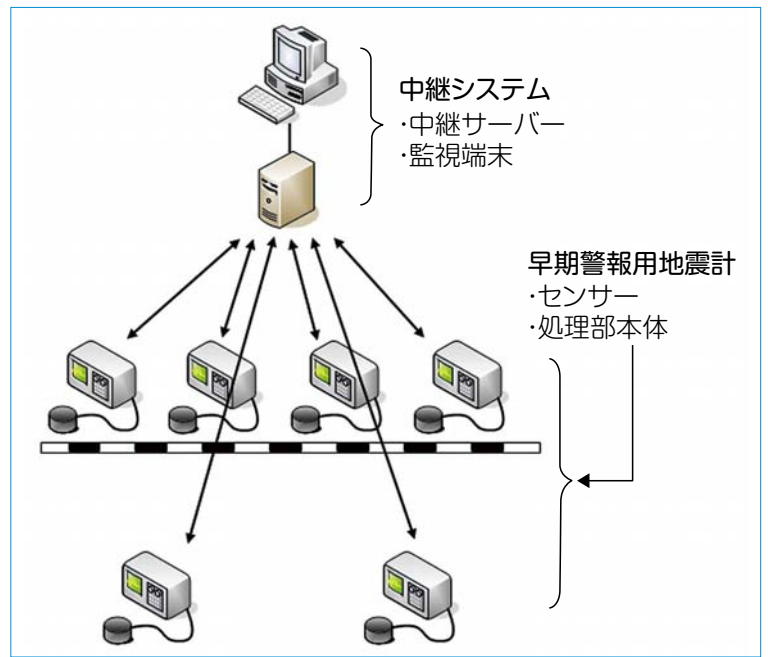 中継システム
・中継サーバー
・監視端末
早期警報用地震計
・センサー
・処理部本体